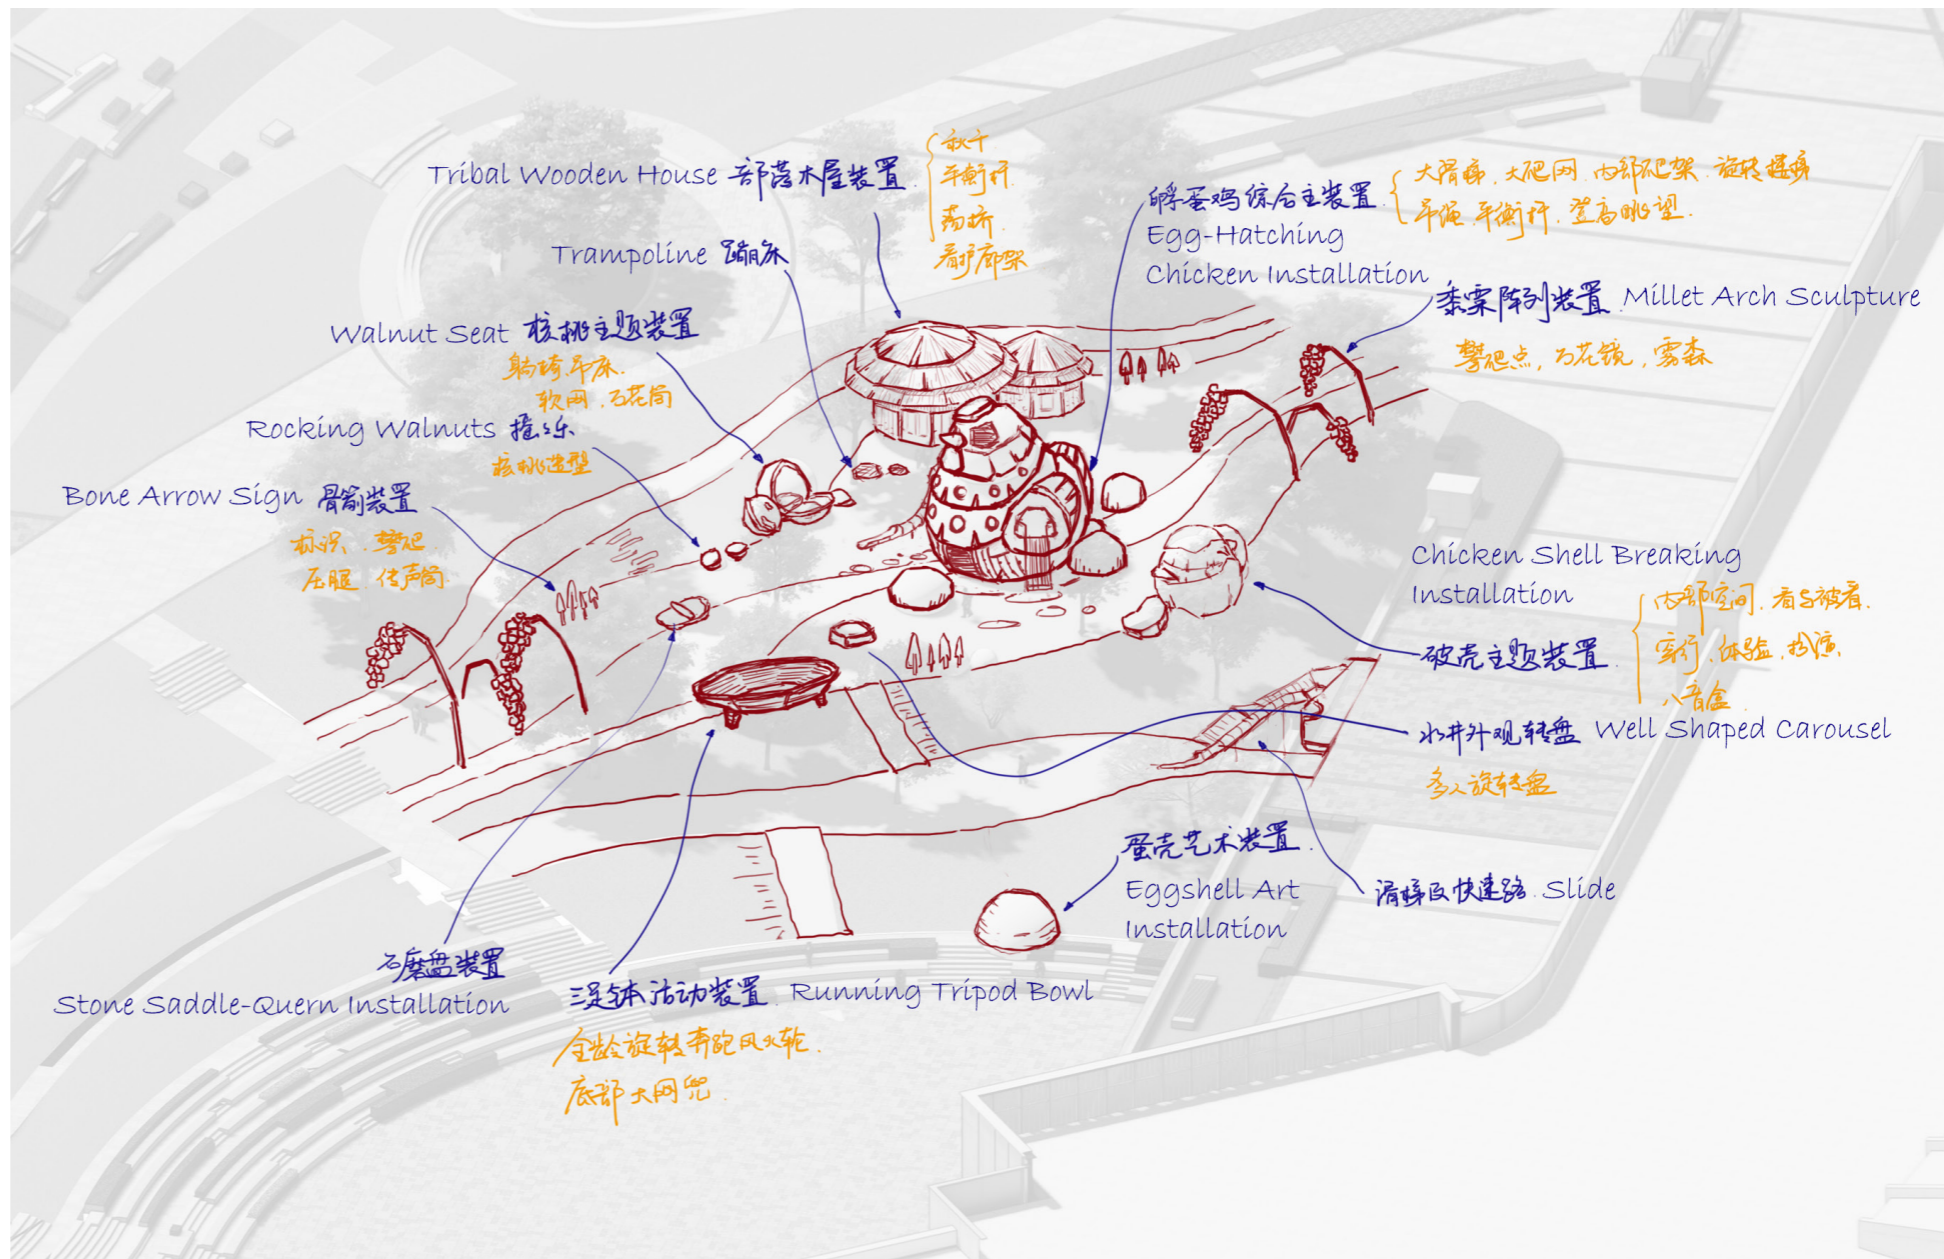 Tribal Wooden House 部落木屋装置
秋千
平衡杆
荡桥
看护廊架
Trampoline 蹦床
Walnut Seat 核桃主题装置
躺椅.吊床.
软网.万花筒
Rocking Walnuts 摇乐
核桃造型
Bone Arrow Sign 骨箭装置
标识.攀爬.
压腿.传声筒.
孵蛋鸡综合主装置
大滑梯.大爬网.内部爬架.旋转楼梯
吊绳.平衡杆.登高眺望.
Egg-Hatching
Chicken Installation
黍粟阵列装置. Millet Arch Sculpture
攀爬点,万花镜,雾森
Chicken Shell Breaking
Installation
破壳主题装置
内部空间.看与被看.
穿行.体验.扮演.
八音盒
水井外观转盘 Well Shaped Carousel
多人旋转盘
蛋壳艺术装置.
Eggshell Art
Installation
滑梯及快速路. Slide
石磨盘装置
Stone Saddle-Quern Installation
三足钵活动装置. Running Tripod Bowl
全龄旋转奔跑风火轮.
底部大网兜.